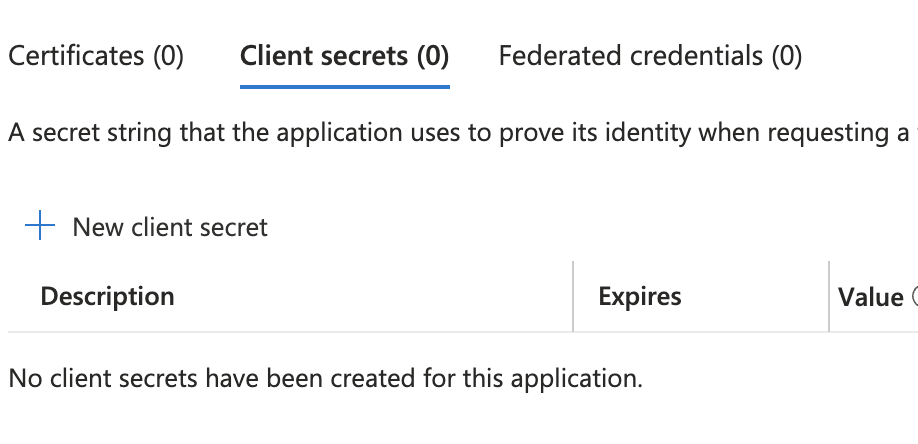 Certificates (0) Client secrets (0) Federated credentials (0)
A secret string that the application uses to prove its identity when requesting a
New client secret
Description Expires Value
No client secrets have been created for this application.